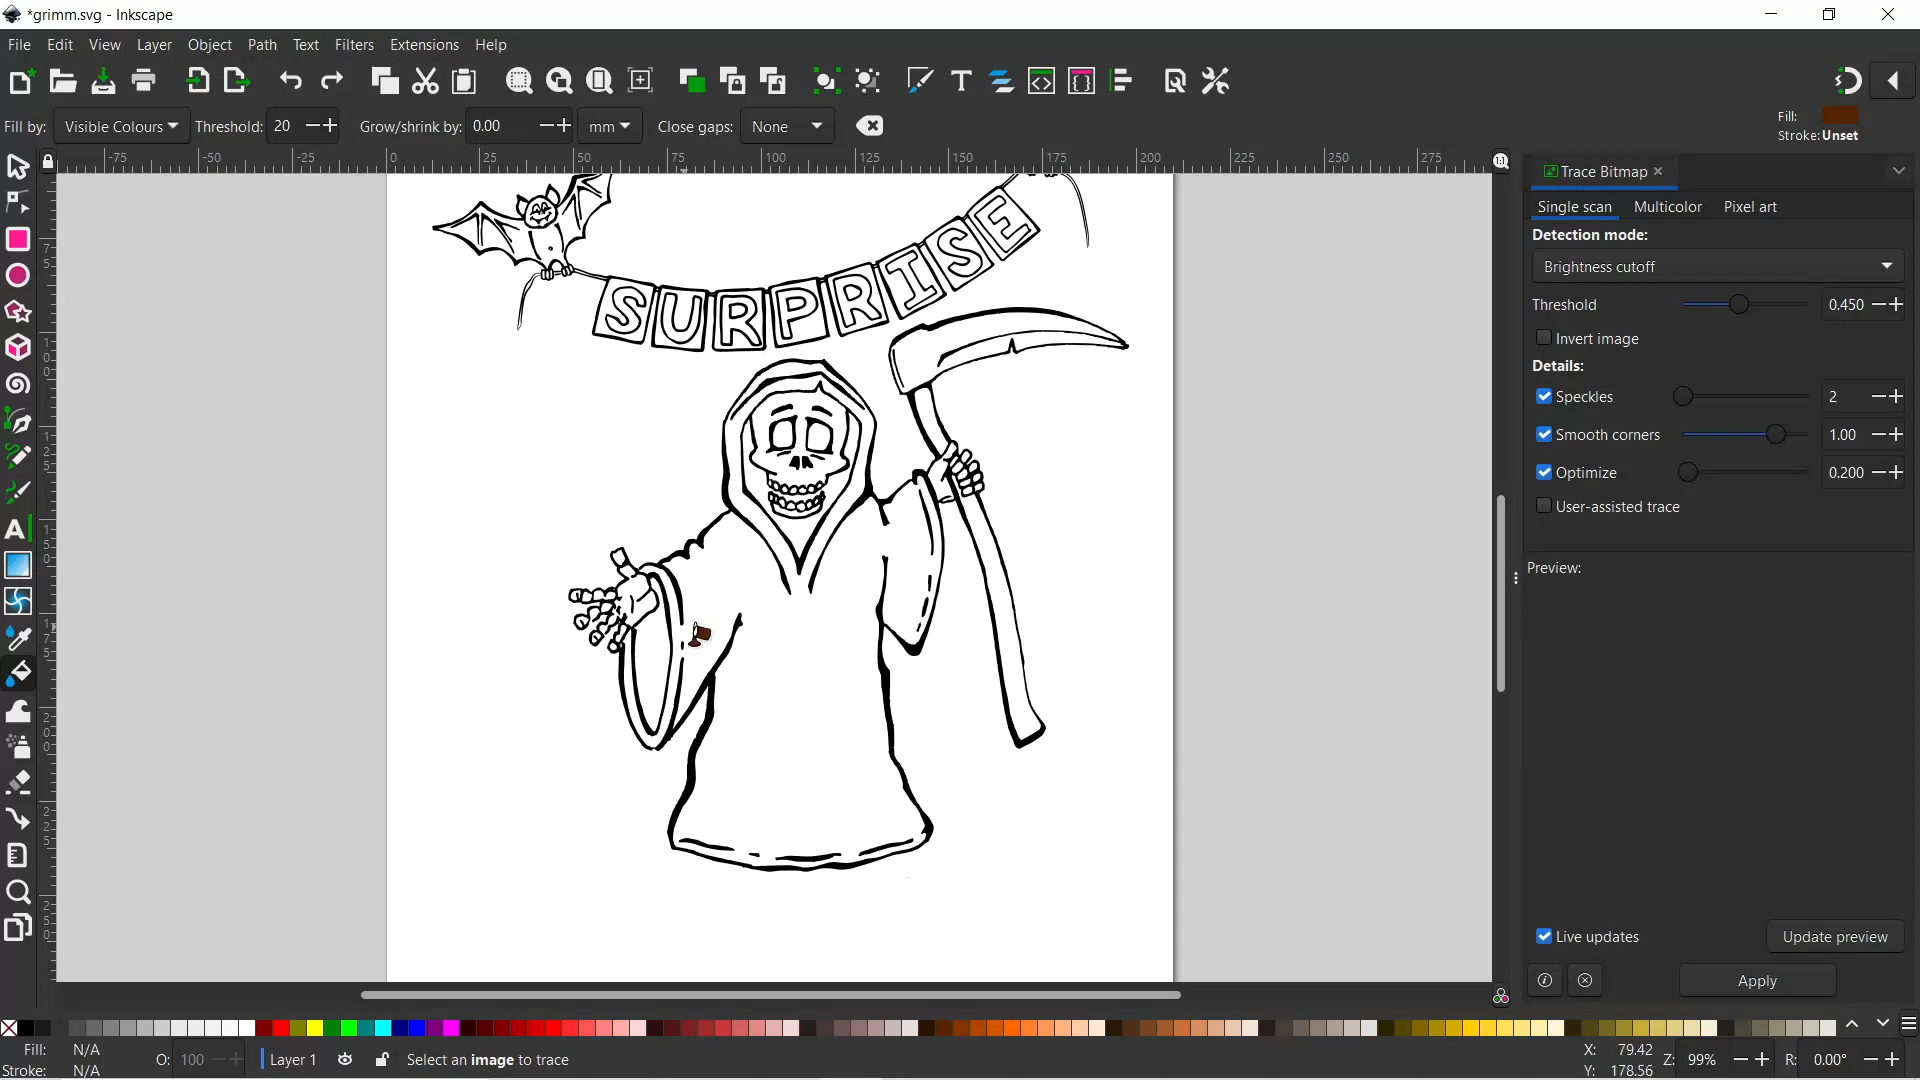 *grimm.svg - Inkscape
File Edit View Layer Object Path Text Filters Extensions Help
Fill by: Visible Colours Threshold: 20 Grow/shrink by: 0.00 mm Close gaps: None
Fill:
Stroke: Unset
-75 -50 -25 0 25 50 75 100 125 150 175 200 225 250 275
Trace Bitmap
Single scan Multicolor Pixel art
Detection mode:
Brightness cutoff
Threshold 0.450
Invert image
Details:
Speckles 2
Smooth corners 1.00
Optimize 0.200
User-assisted trace
Preview:
SURPRISE
Live updates Update preview
Apply
Fill: N/A
Stroke: N/A
O: 100 Layer 1 Select an image to trace
X: 79.42
Y: 178.56
Z: 99% R: 0.00°